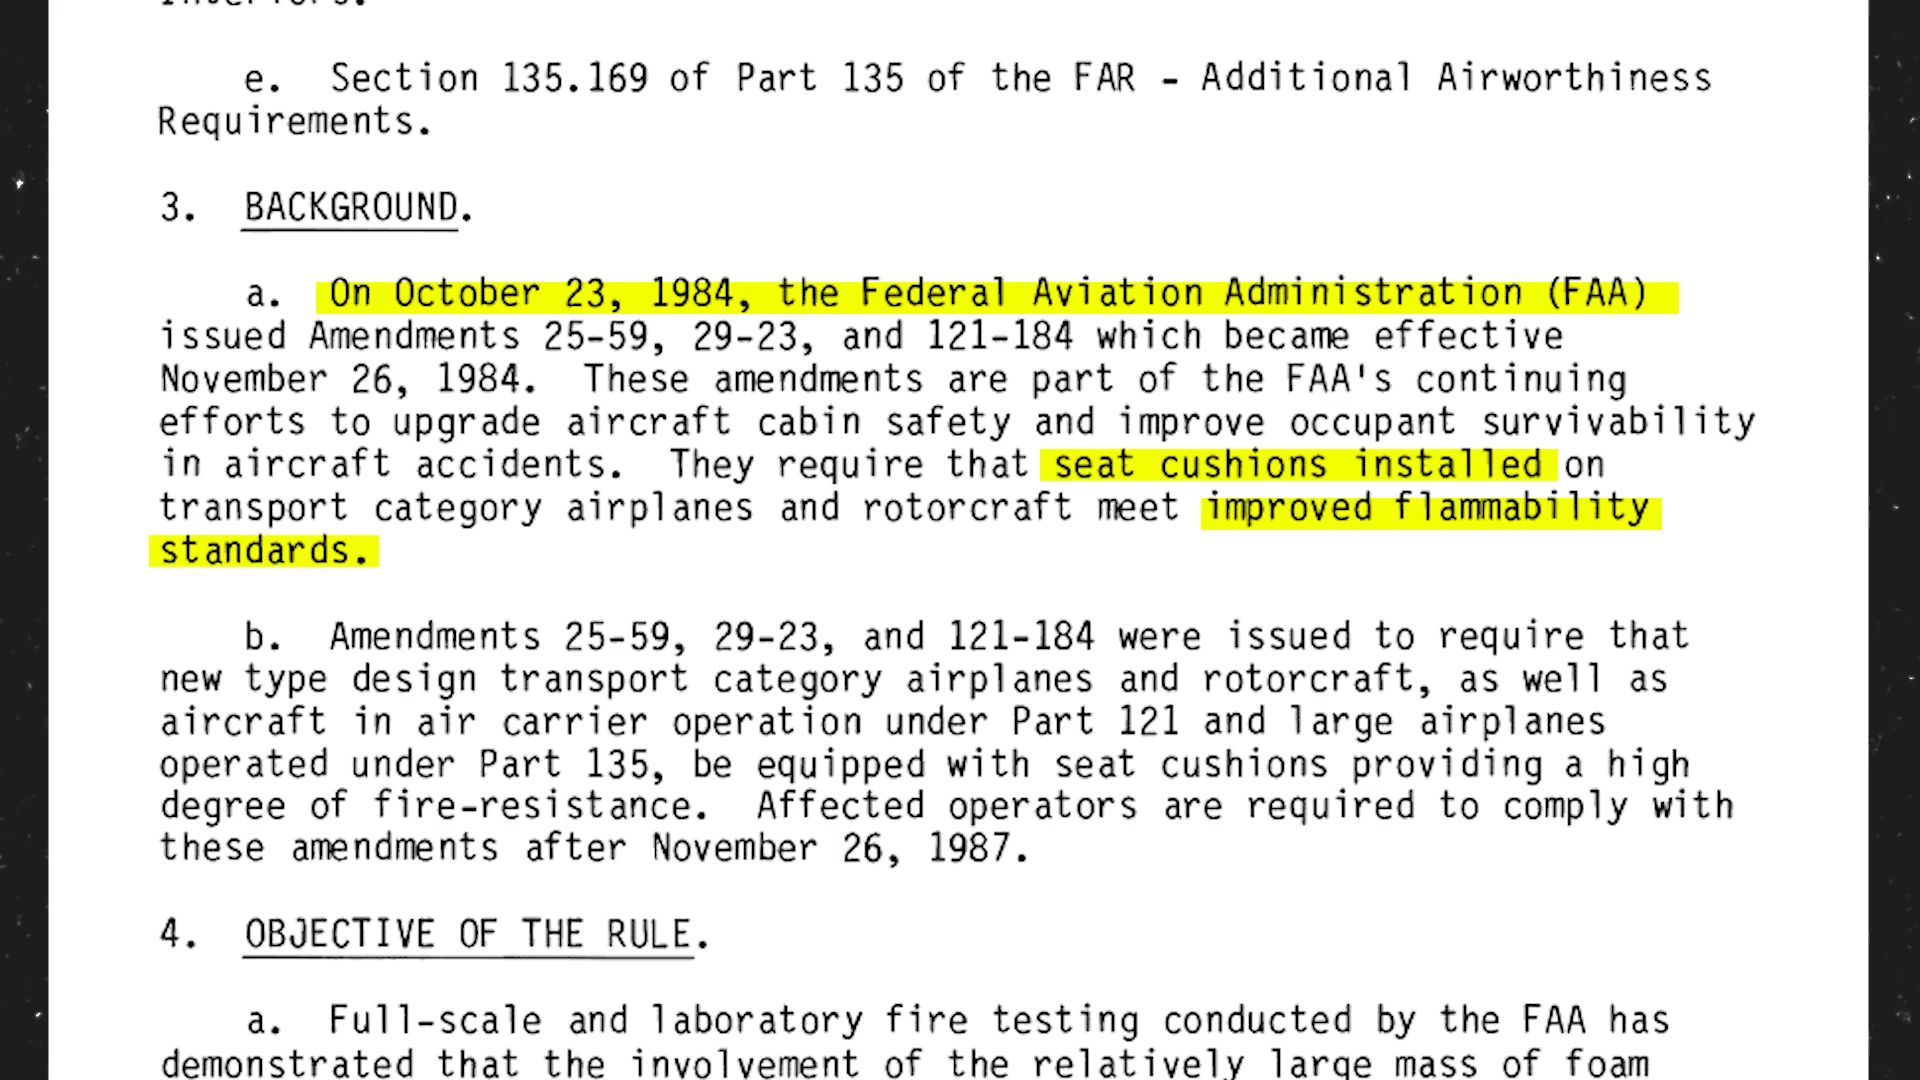 Interiors.
e. Section 135.169 of Part 135 of the FAR - Additional Airworthiness
Requirements.
3. BACKGROUND.
a. On October 23, 1984, the Federal Aviation Administration (FAA)
issued Amendments 25-59, 29-23, and 121-184 which became effective
November 26, 1984. These amendments are part of the FAA's continuing
efforts to upgrade aircraft cabin safety and improve occupant survivability
in aircraft accidents. They require that seat cushions installed on
transport category airplanes and rotorcraft meet improved flammability
standards.
b. Amendments 25-59, 29-23, and 121-184 were issued to require that
new type design transport category airplanes and rotorcraft, as well as
aircraft in air carrier operation under Part 121 and large airplanes
operated under Part 135, be equipped with seat cushions providing a high
degree of fire-resistance. Affected operators are required to comply with
these amendments after November 26, 1987.
4. OBJECTIVE OF THE RULE.
a. Full-scale and laboratory fire testing conducted by the FAA has
demonstrated that the involvement of the relatively large mass of foam